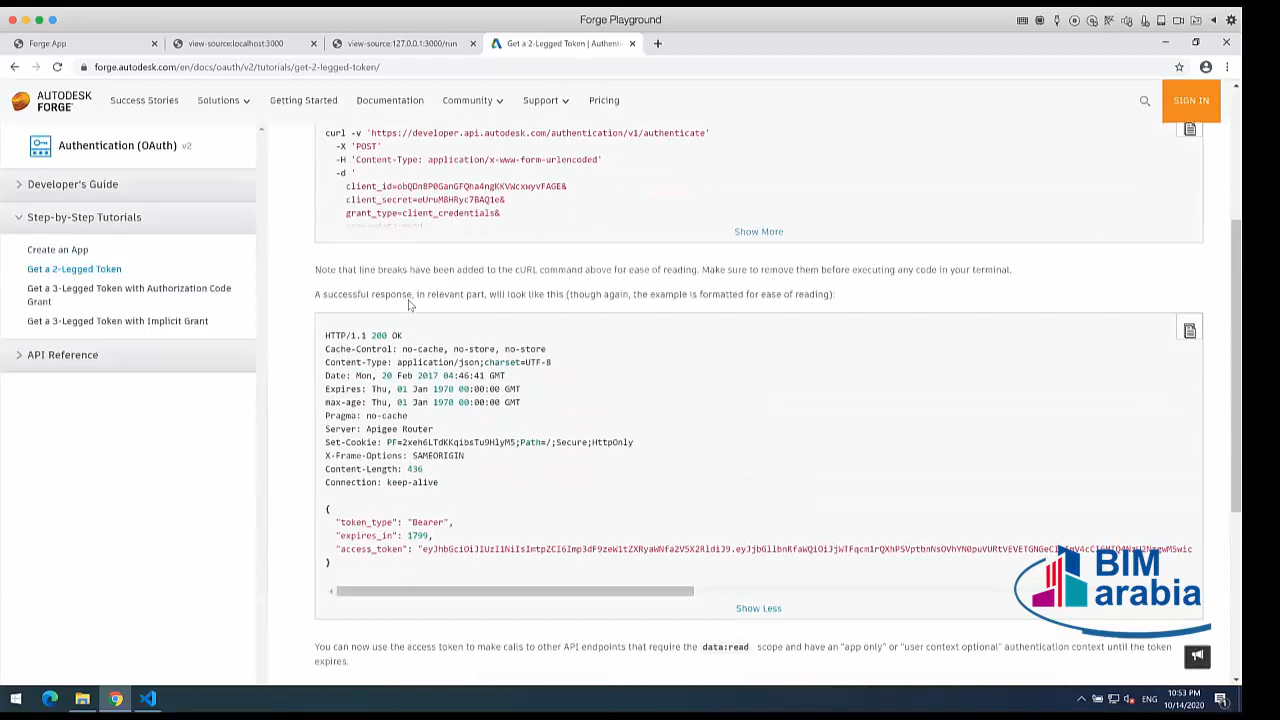 Forge Playground
Forge App
view-source:localhost:3000
view-source:127.0.0.1:3000/run
Get a 2-Legged Token | Authenti
forge.autodesk.com/en/docs/oauth/v2/tutorials/get-2-legged-token/
AUTODESK
FORGE
Success Stories
Solutions
Getting Started
Documentation
Community
Support
Pricing
SIGN IN
Authentication (OAuth) v2
Developer's Guide
Step-by-Step Tutorials
Create an App
Get a 2-Legged Token
Get a 3-Legged Token with Authorization Code
Grant
Get a 3-Legged Token with Implicit Grant
API Reference
curl -v 'https://developer.api.autodesk.com/authentication/v1/authenticate'
-X 'POST'
-H 'Content-Type: application/x-www-form-urlencoded'
-d '
client_id=obQDn8P0GanGFQha4ngKKVWcxwyvFAGE&
client_secret=eUruM8HRyc7BAQ1e&
grant_type=client_credentials&
Show More
Note that line breaks have been added to the cURL command above for ease of reading. Make sure to remove them before executing any code in your terminal.
A successful response, in relevant part, will look like this (though again, the example is formatted for ease of reading):
HTTP/1.1 200 OK
Cache-Control: no-cache, no-store, no-store
Content-Type: application/json;charset=UTF-8
Date: Mon, 20 Feb 2017 04:46:41 GMT
Expires: Thu, 01 Jan 1970 00:00:00 GMT
max-age: Thu, 01 Jan 1970 00:00:00 GMT
Pragma: no-cache
Server: Apigee Router
Set-Cookie: PF=2xeh6LTdKKqibsTu9HlyM5;Path=/;Secure;HttpOnly
X-Frame-Options: SAMEORIGIN
Content-Length: 436
Connection: keep-alive
{
"token_type": "Bearer",
"expires_in": 1799,
"access_token":
}
Show Less
BIM
arabia
You can now use the access token to make calls to other API endpoints that require the data:read scope and have an "app only" or "user context optional" authentication context until the token
expires.
ENG
10:53 PM
10/14/2020